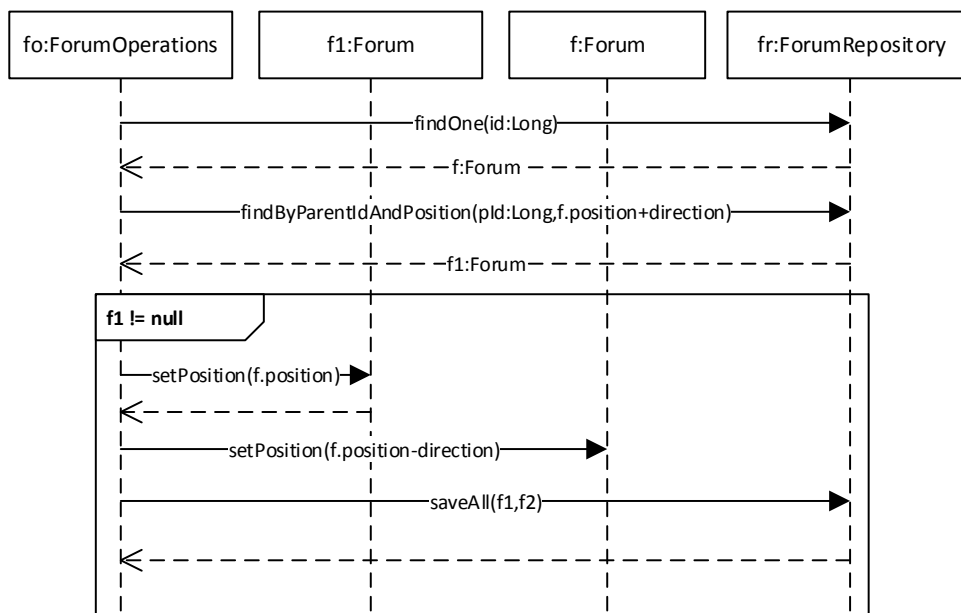 fo:ForumOperations
f1:Forum
f:Forum
fr:ForumRepository
findOne(id:Long)
f:Forum
findByParentIdAndPosition(pId:Long,f.position+direction)
f1:Forum
f1 != null
setPosition(f.position)
setPosition(f.position-direction)
saveAll(f1,f2)